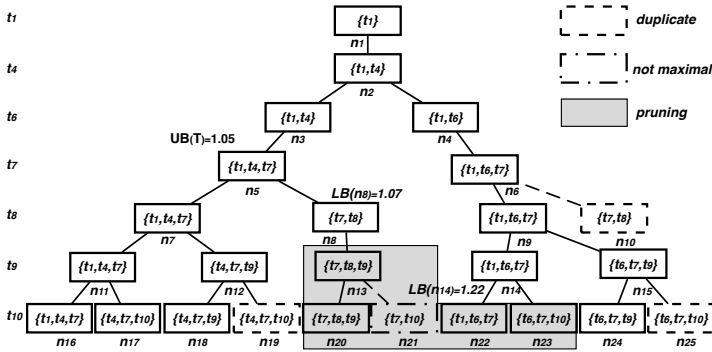 t1 {t1} duplicate
n1
t4 {t1,t4} not maximal
n2
t6 {t1,t4} {t1,t6} pruning
n3 n4
UB(T)=1.05
t7 {t1,t4,t7} {t1,t6,t7}
n5 n6
LB(n8)=1.07
t8 {t1,t4,t7} {t7,t8} {t1,t6,t7} {t7,t8}
n7 n8 n9 n10
t9 {t1,t4,t7} {t4,t7,t9} {t7,t8,t9} {t1,t6,t7} {t6,t7,t9}
n11 n12 n13 LB(n14)=1.22 n14 n15
t10 {t1,t4,t7} {t4,t7,t10} {t4,t7,t9} {t4,t7,t10} {t7,t8,t9} {t7,t10} {t1,t6,t7} {t6,t7,t10} {t6,t7,t9} {t6,t7,t10}
n16 n17 n18 n19 n20 n21 n22 n23 n24 n25